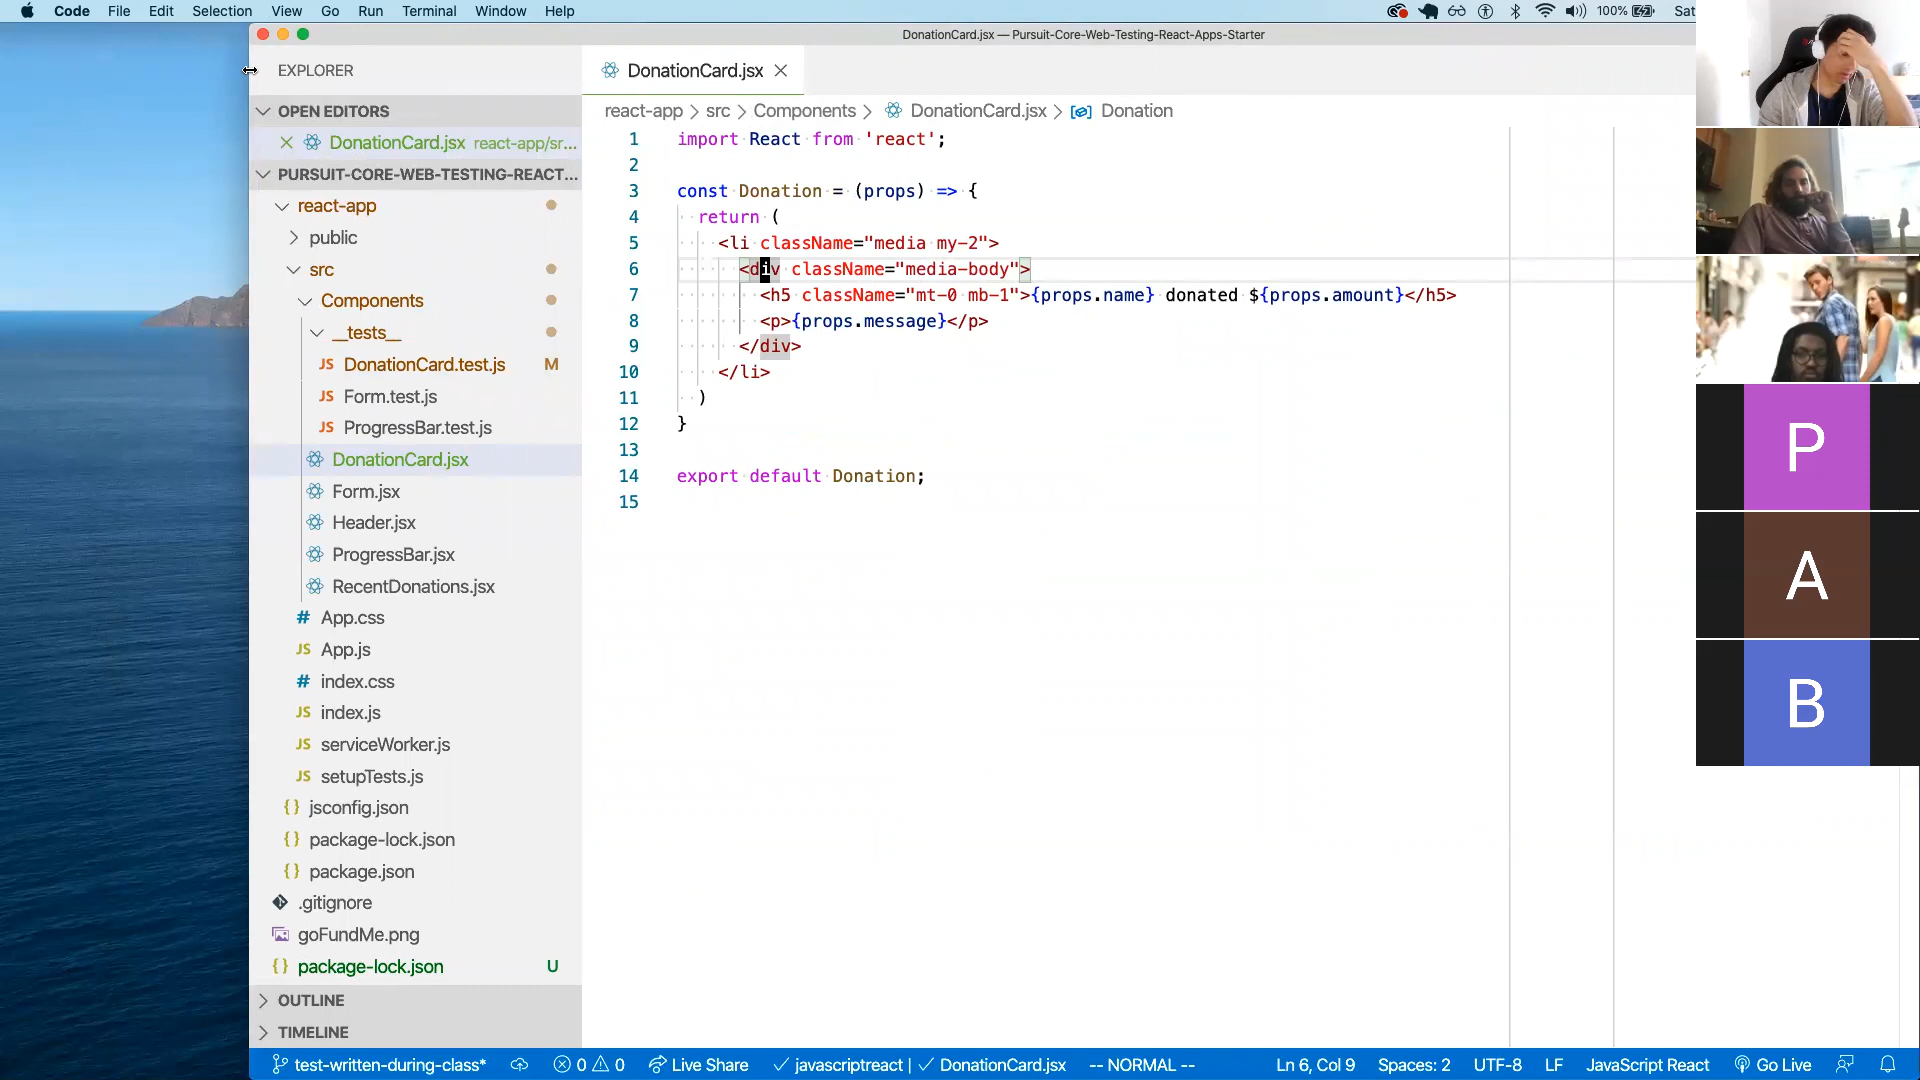 Code File Edit Selection View Go Run Terminal Window Help 100% Sat
DonationCard.jsx — Pursuit-Core-Web-Testing-React-Apps-Starter
EXPLORER
DonationCard.jsx
OPEN EDITORS
DonationCard.jsx react-app/sr...
PURSUIT-CORE-WEB-TESTING-REACT...
react-app
public
src
Components
__tests__
JS DonationCard.test.js M
JS Form.test.js
JS ProgressBar.test.js
DonationCard.jsx
Form.jsx
Header.jsx
ProgressBar.jsx
RecentDonations.jsx
# App.css
JS App.js
# index.css
JS index.js
JS serviceWorker.js
JS setupTests.js
{} jsconfig.json
{} package-lock.json
{} package.json
.gitignore
goFundMe.png
{} package-lock.json U
OUTLINE
TIMELINE
react-app > src > Components > DonationCard.jsx > Donation
1 import React from 'react';
2
3 const Donation = (props) => {
4 return (
5 <li className="media my-2">
6 <div className="media-body">
7 <h5 className="mt-0 mb-1">{props.name} donated ${props.amount}</h5>
8 <p>{props.message}</p>
9 </div>
10 </li>
11 )
12 }
13
14 export default Donation;
15
P
A
B
test-written-during-class* 0 0 Live Share javascriptreact | DonationCard.jsx -- NORMAL -- Ln 6, Col 9 Spaces: 2 UTF-8 LF JavaScript React Go Live